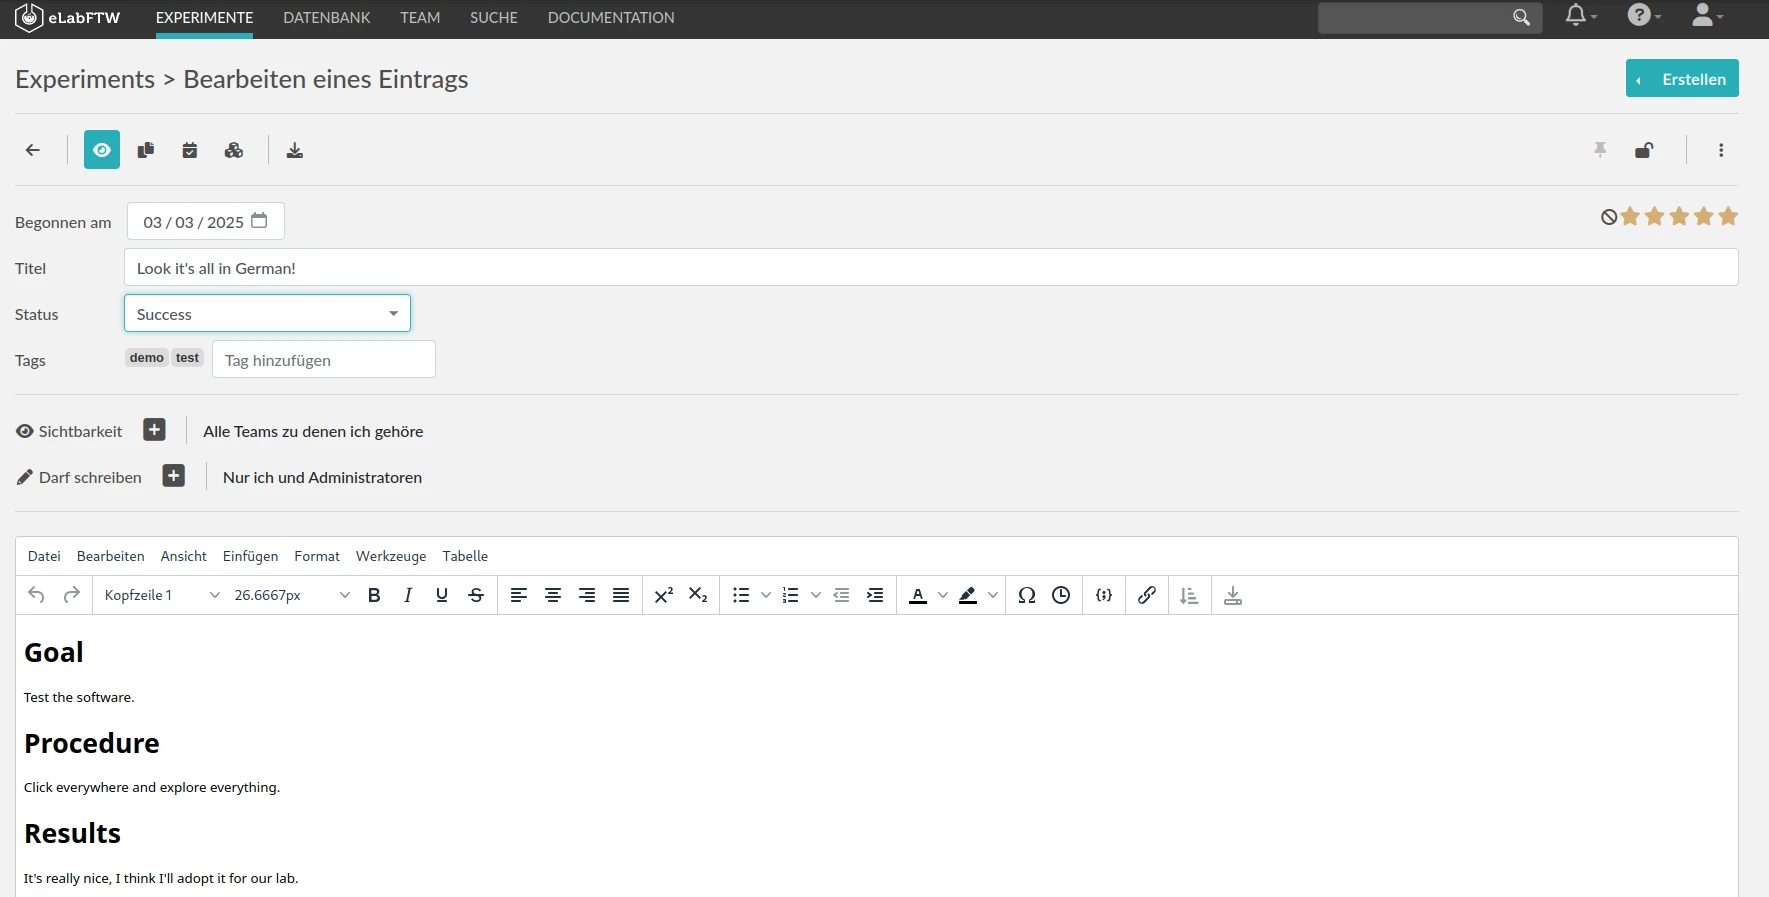 eLabFTW EXPERIMENTE DATENBANK TEAM SUCHE DOCUMENTATION ?
Experiments > Bearbeiten eines Eintrags Erstellen
Begonnen am 03 / 03 / 2025
Titel Look it's all in German!
Status Success
Tags demo test Tag hinzufügen
Sichtbarkeit + Alle Teams zu denen ich gehöre
Darf schreiben + Nur ich und Administratoren
Datei Bearbeiten Ansicht Einfügen Format Werkzeuge Tabelle
Kopfzeile 1 26.6667px B I U S X² X₂ A Ω {;}
Goal
Test the software.
Procedure
Click everywhere and explore everything.
Results
It's really nice, I think I'll adopt it for our lab.